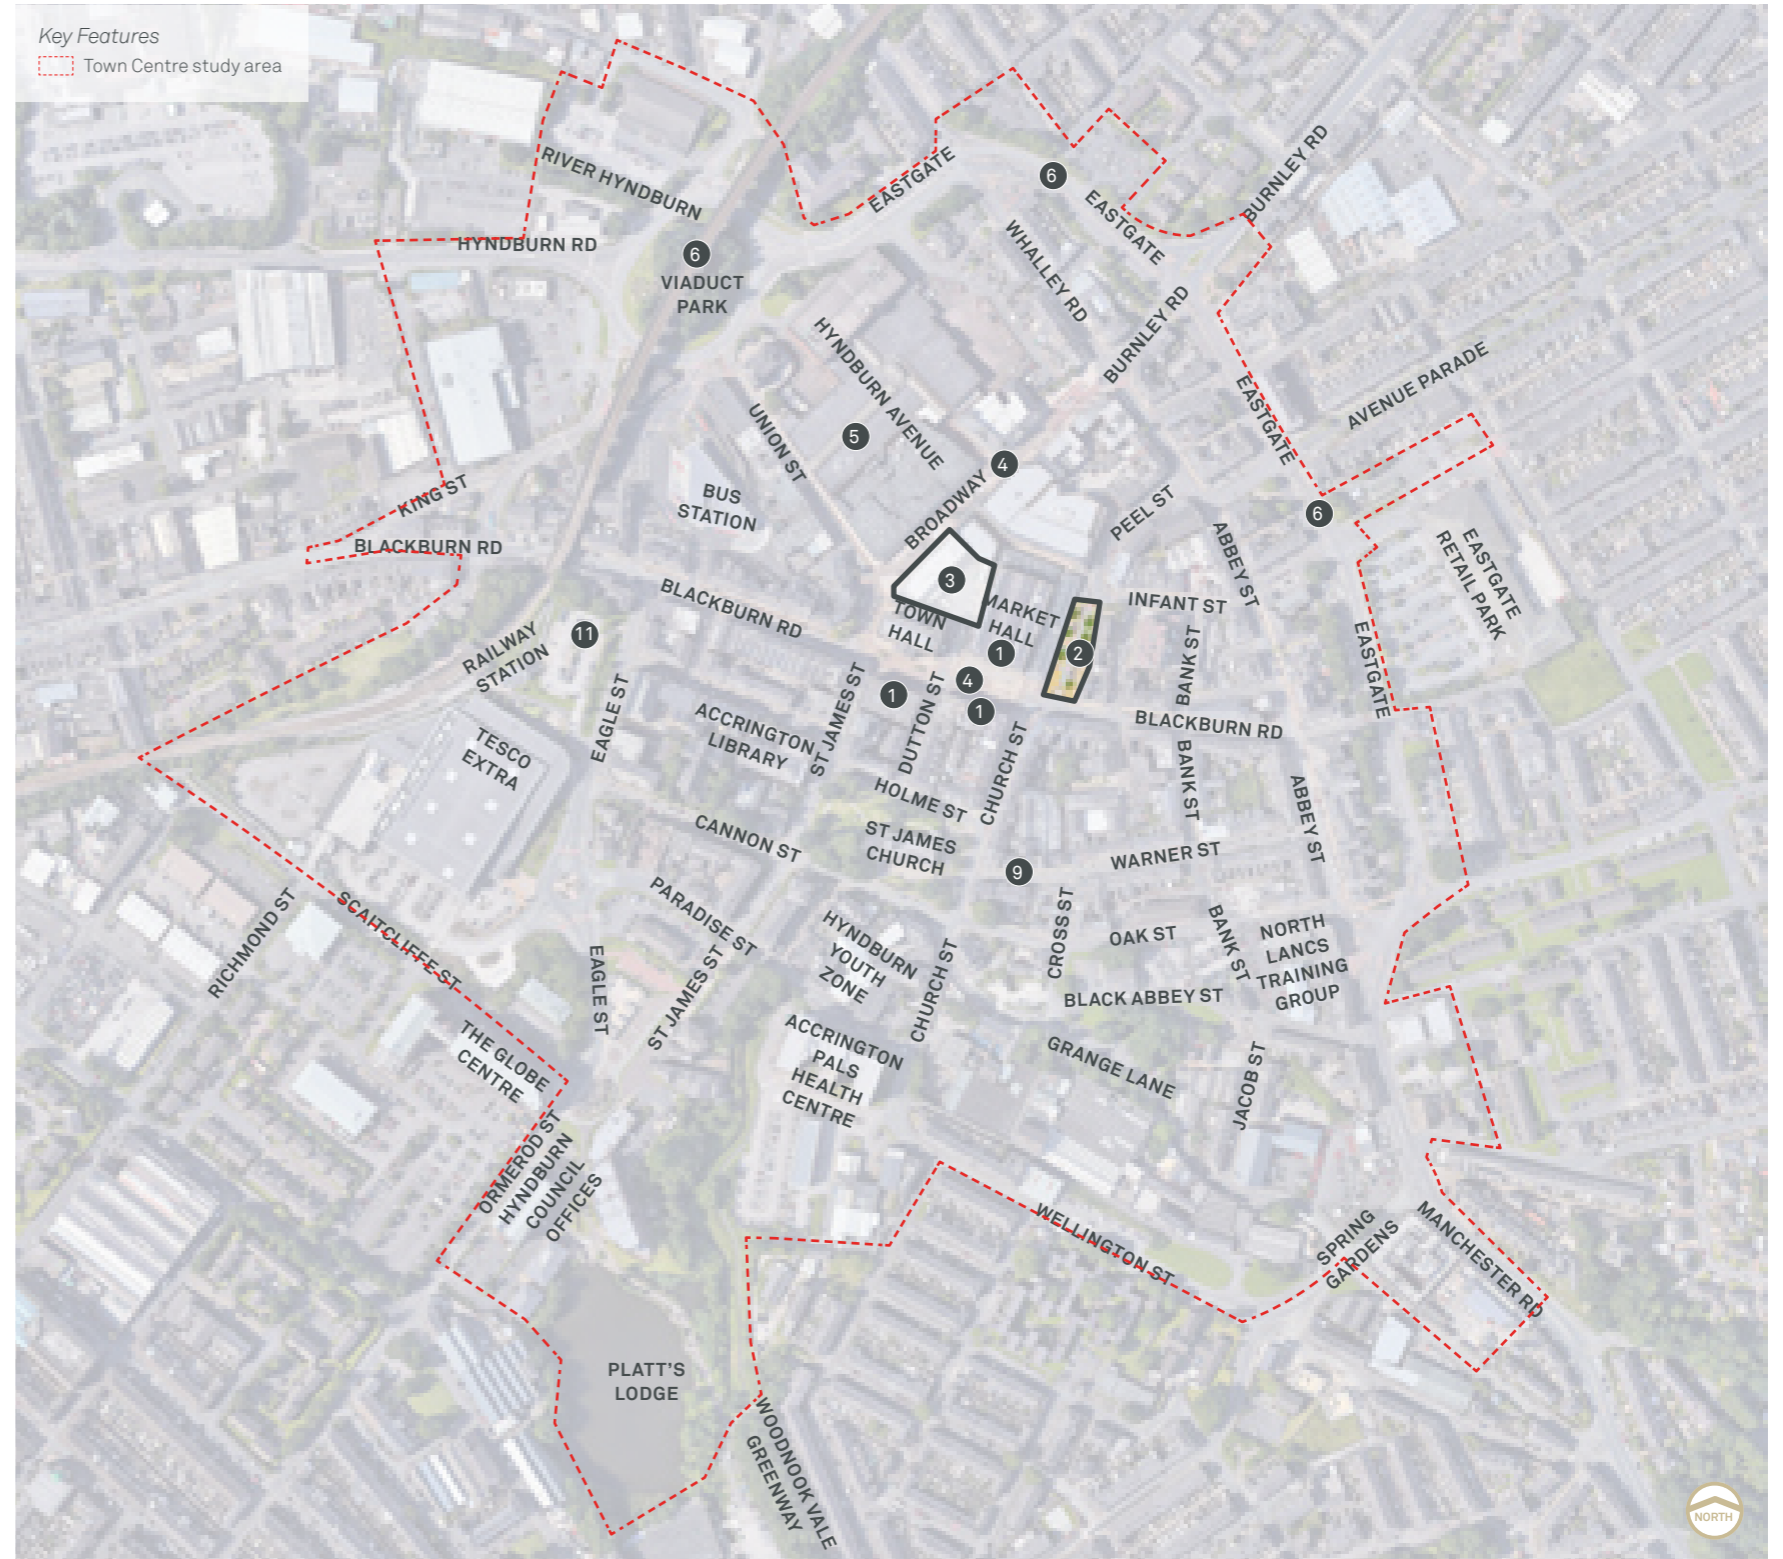 Key Features
Town Centre study area
RIVER HYNDBURN
EASTGATE
BURNLEY RD
6
EASTGATE
HYNDBURN RD
6
VIADUCT
PARK
WHALLEY RD
BURNLEY RD
HYNDBURN AVENUE
AVENUE PARADE
EASTGATE
UNION ST
5
4
BROADWAY
KING ST
BUS
STATION
PEEL ST
6
BLACKBURN RD
ABBEY ST
EASTGATE
RETAIL PARK
3
BLACKBURN RD
TOWN
HALL
MARKET
HALL
INFANT ST
11
RAILWAY
STATION
1
2
BANK ST
EASTGATE
4
1
1
EAGLE ST
ST JAMES ST
DUTTON ST
ACCRINGTON
LIBRARY
CHURCH ST
BLACKBURN RD
TESCO
EXTRA
BANK ST
HOLME ST
ABBEY ST
CANNON ST
ST JAMES
CHURCH
WARNER ST
9
PARADISE ST
SCAITCLIFFE ST
RICHMOND ST
HYNDBURN
YOUTH
ZONE
CROSS ST
OAK ST
BANK ST
NORTH
LANCS
TRAINING
GROUP
EAGLE ST
ST JAMES ST
CHURCH ST
BLACK ABBEY ST
THE GLOBE
CENTRE
ACCRINGTON
PALS
HEALTH
CENTRE
GRANGE LANE
JACOB ST
ORMEROD ST
HYNDBURN
COUNCIL
OFFICES
WELLINGTON ST
SPRING
GARDENS
MANCHESTER RD
PLATT'S
LODGE
WOODNOOK VALE
GREENWAY
NORTH